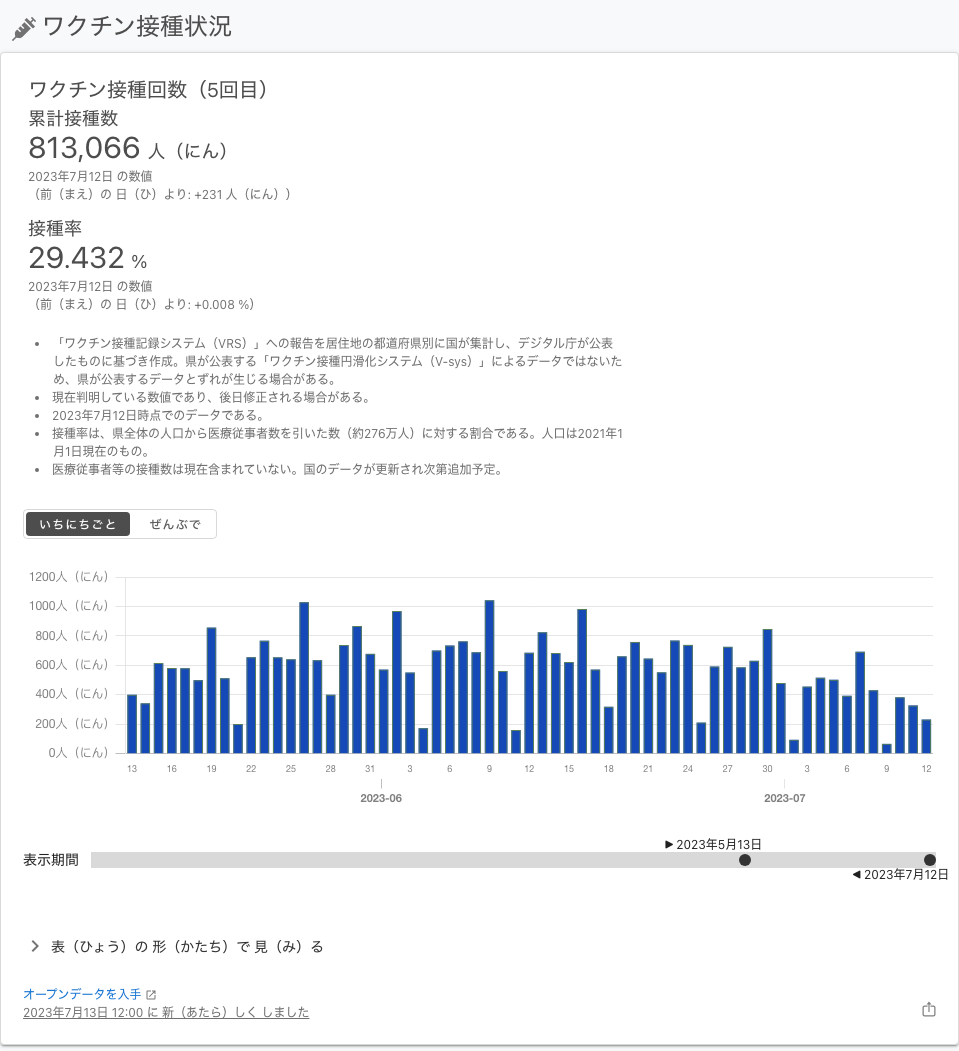 ワクチン接種状況
ワクチン接種回数（5回目）
累計接種数
813,066 人（にん）
2023年7月12日 の数値
（前（まえ）の 日（ひ）より: +231 人（にん））
接種率
29.432 %
2023年7月12日 の数値
（前（まえ）の 日（ひ）より: +0.008 %）
• 「ワクチン接種記録システム（VRS）」への報告を居住地の都道府県別に国が集計し、デジタル庁が公表
したものに基づき作成。県が公表する「ワクチン接種円滑化システム（V-sys）」によるデータではないた
め、県が公表するデータとずれが生じる場合がある。
• 現在判明している数値であり、後日修正される場合がある。
• 2023年7月12日時点でのデータである。
• 接種率は、県全体の人口から医療従事者数を引いた数（約276万人）に対する割合である。人口は2021年1
月1日現在のもの。
• 医療従事者等の接種数は現在含まれていない。国のデータが更新され次第追加予定。
いちにちごと ぜんぶで
1200人（にん）
1000人（にん）
800人（にん）
600人（にん）
400人（にん）
200人（にん）
0人（にん）
13 16 19 22 25 28 31 3 6 9 12 15 18 21 24 27 30 3 6 9 12
2023-06 2023-07
▶ 2023年5月13日
表示期間
◀ 2023年7月12日
表（ひょう）の 形（かたち）で 見（み）る
オープンデータを入手
2023年7月13日 12:00 に 新（あたら）しく しました